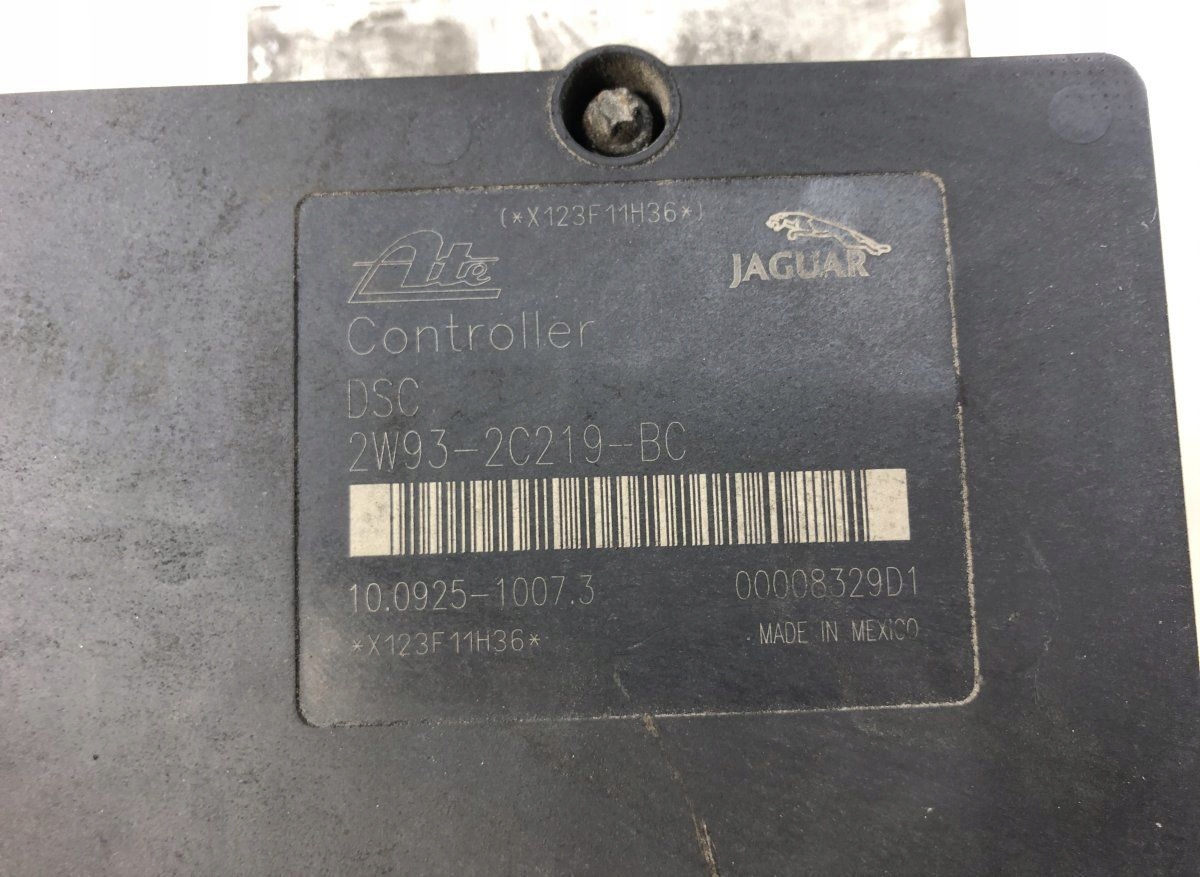 (*X123F11H36*)
Ate
JAGUAR
Controller
DSC
2W93-2C219-BC
10.0925-1007.3
00008329D1
*X123F11H36*
MADE IN MEXICO